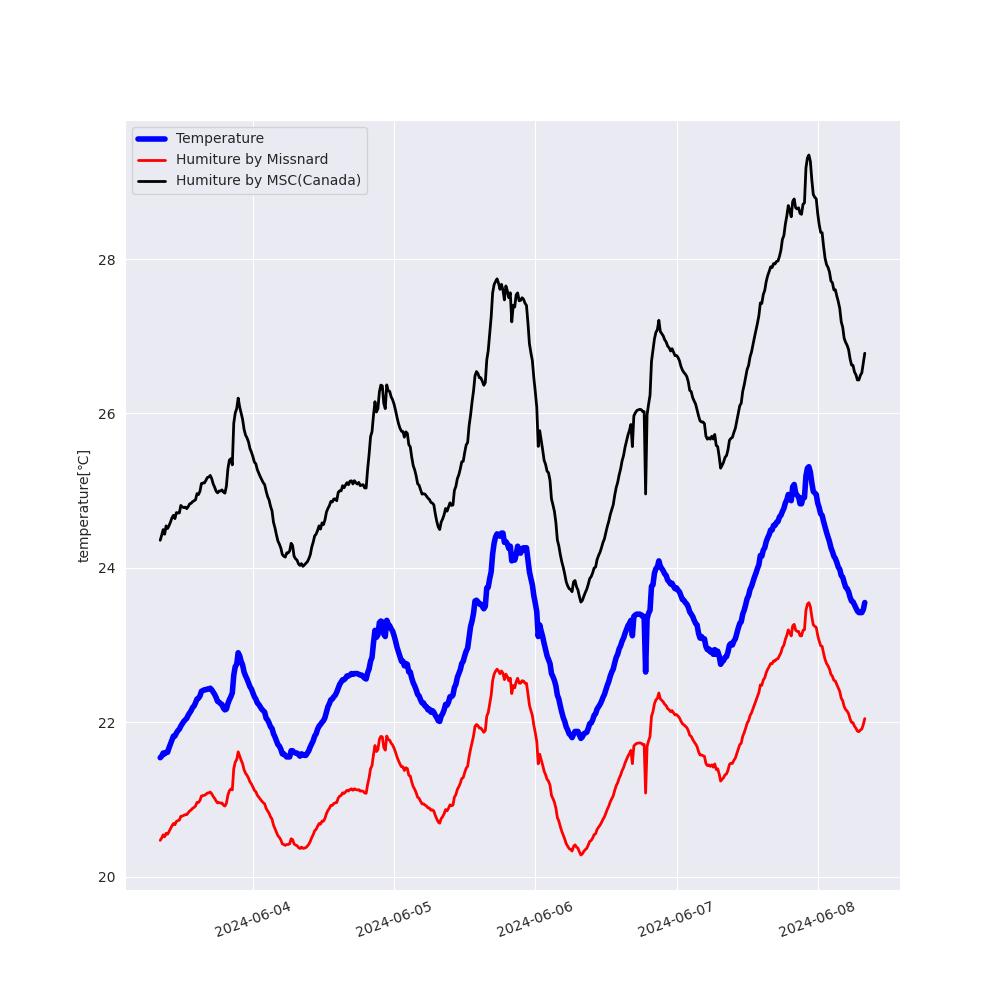 Temperature
Humiture by Missnard
Humiture by MSC(Canada)
28
26
24
22
20
temperature[℃]
2024-06-04
2024-06-05
2024-06-06
2024-06-07
2024-06-08